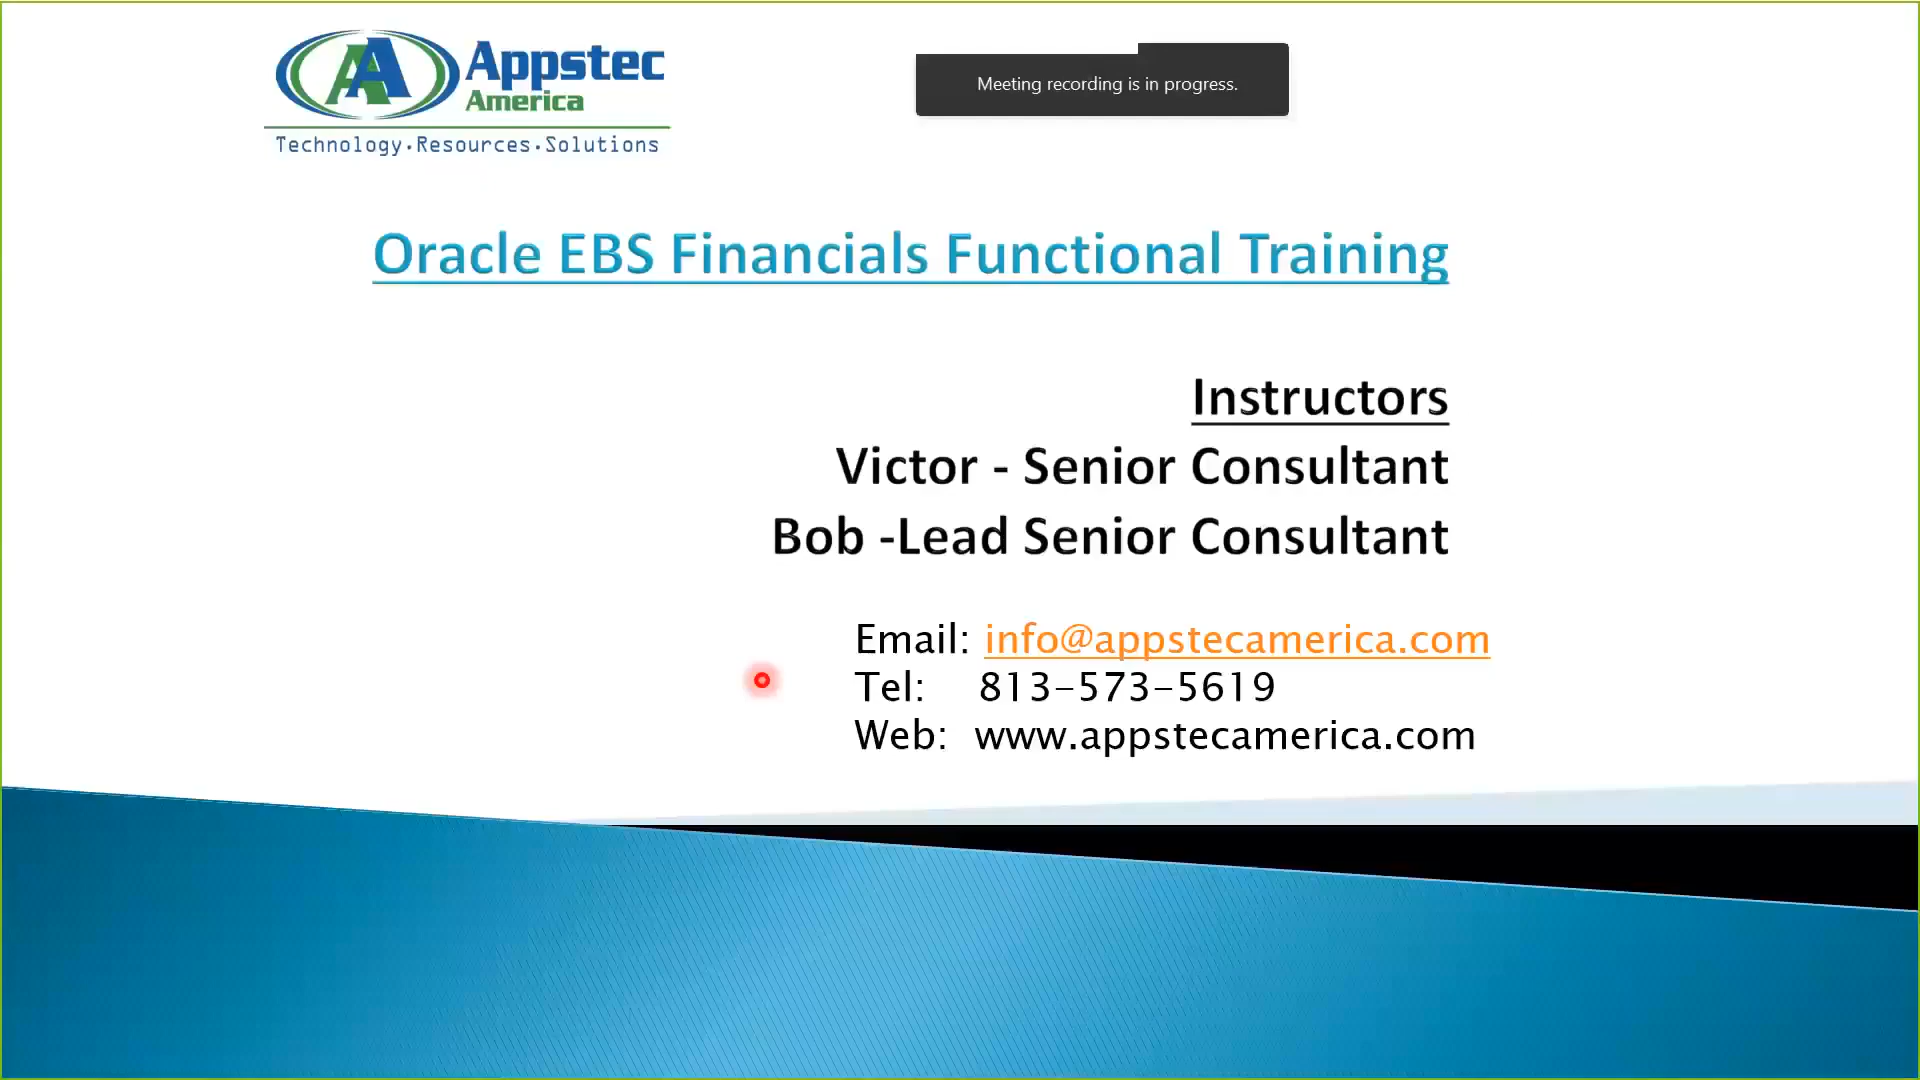 Appstec
America
Technology.Resources.Solutions
Meeting recording is in progress.
Oracle EBS Financials Functional Training
Instructors
Victor - Senior Consultant
Bob -Lead Senior Consultant
Email: info@appstecamerica.com
Tel: 813-573-5619
Web: www.appstecamerica.com